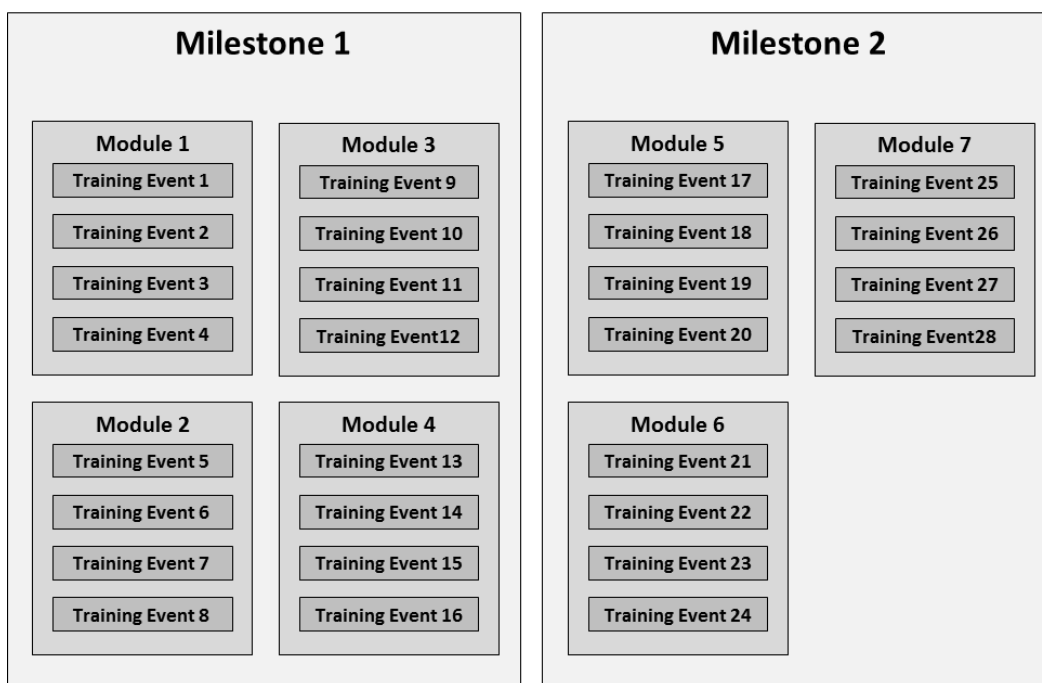 Milestone 1
Module 1
Training Event 1
Training Event 2
Training Event 3
Training Event 4
Module 2
Training Event 5
Training Event 6
Training Event 7
Training Event 8
Module 3
Training Event 9
Training Event 10
Training Event 11
Training Event12
Module 4
Training Event 13
Training Event 14
Training Event 15
Training Event 16
Milestone 2
Module 5
Training Event 17
Training Event 18
Training Event 19
Training Event 20
Module 6
Training Event 21
Training Event 22
Training Event 23
Training Event 24
Module 7
Training Event 25
Training Event 26
Training Event 27
Training Event28